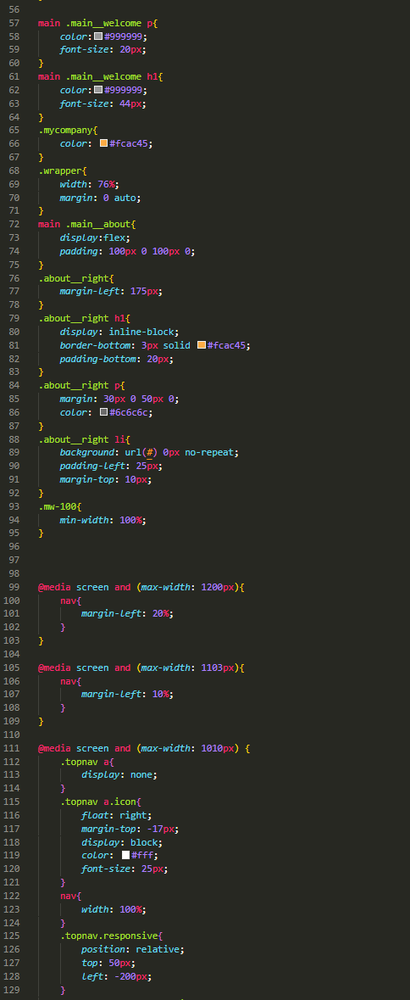 56
57 main .main__welcome p{
58 color: #999999;
59 font-size: 20px;
60 }
61 main .main__welcome h1{
62 color: #999999;
63 font-size: 44px;
64 }
65 .mycompany{
66 color: #fcac45;
67 }
68 .wrapper{
69 width: 76%;
70 margin: 0 auto;
71 }
72 main .main__about{
73 display:flex;
74 padding: 100px 0 100px 0;
75 }
76 .about__right{
77 margin-left: 175px;
78 }
79 .about__right h1{
80 display: inline-block;
81 border-bottom: 3px solid #fcac45;
82 padding-bottom: 20px;
83 }
84 .about__right p{
85 margin: 30px 0 50px 0;
86 color: #6c6c6c;
87 }
88 .about__right li{
89 background: url(#) 0px no-repeat;
90 padding-left: 25px;
91 margin-top: 10px;
92 }
93 .mw-100{
94 min-width: 100%;
95 }
96
97
98
99 @media screen and (max-width: 1200px){
100 nav{
101 margin-left: 20%;
102 }
103 }
104
105 @media screen and (max-width: 1103px){
106 nav{
107 margin-left: 10%;
108 }
109 }
110
111 @media screen and (max-width: 1010px) {
112 .topnav a{
113 display: none;
114 }
115 .topnav a.icon{
116 float: right;
117 margin-top: -17px;
118 display: block;
119 color: #fff;
120 font-size: 25px;
121 }
122 nav{
123 width: 100%;
124 }
125 .topnav.responsive{
126 position: relative;
127 top: 50px;
128 left: -200px;
129 }